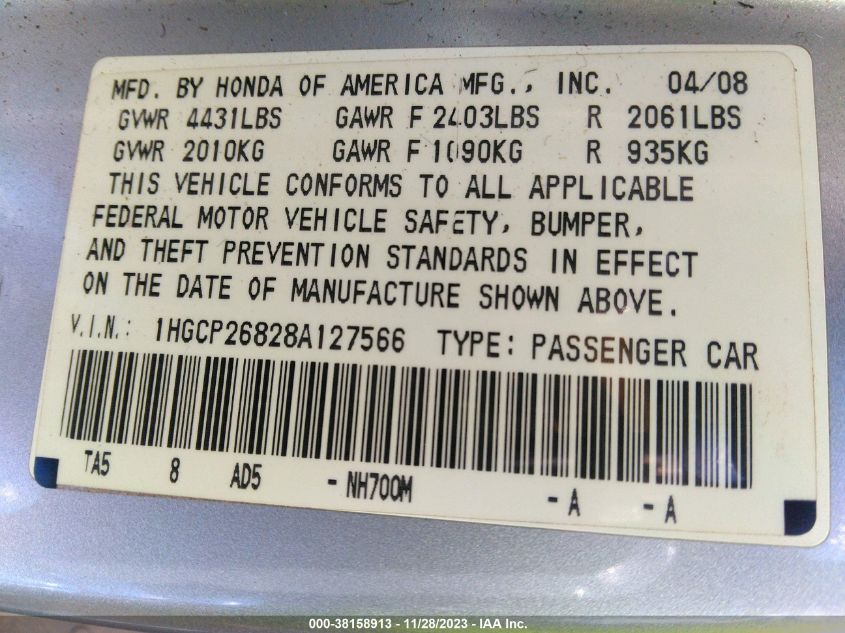 MFD. BY HONDA OF AMERICA MFG., INC. 04/08
GVWR 4431LBS GAWR F 2403LBS R 2061LBS
GVWR 2010KG GAWR F 1090KG R 935KG
THIS VEHICLE CONFORMS TO ALL APPLICABLE
FEDERAL MOTOR VEHICLE SAFETY, BUMPER,
AND THEFT PREVENTION STANDARDS IN EFFECT
ON THE DATE OF MANUFACTURE SHOWN ABOVE.
V.I.N.: 1HGCP26828A127566 TYPE: PASSENGER CAR
TA5 8 AD5 - NH700M - A - A
000-38158913 - 11/28/2023 - IAA Inc.